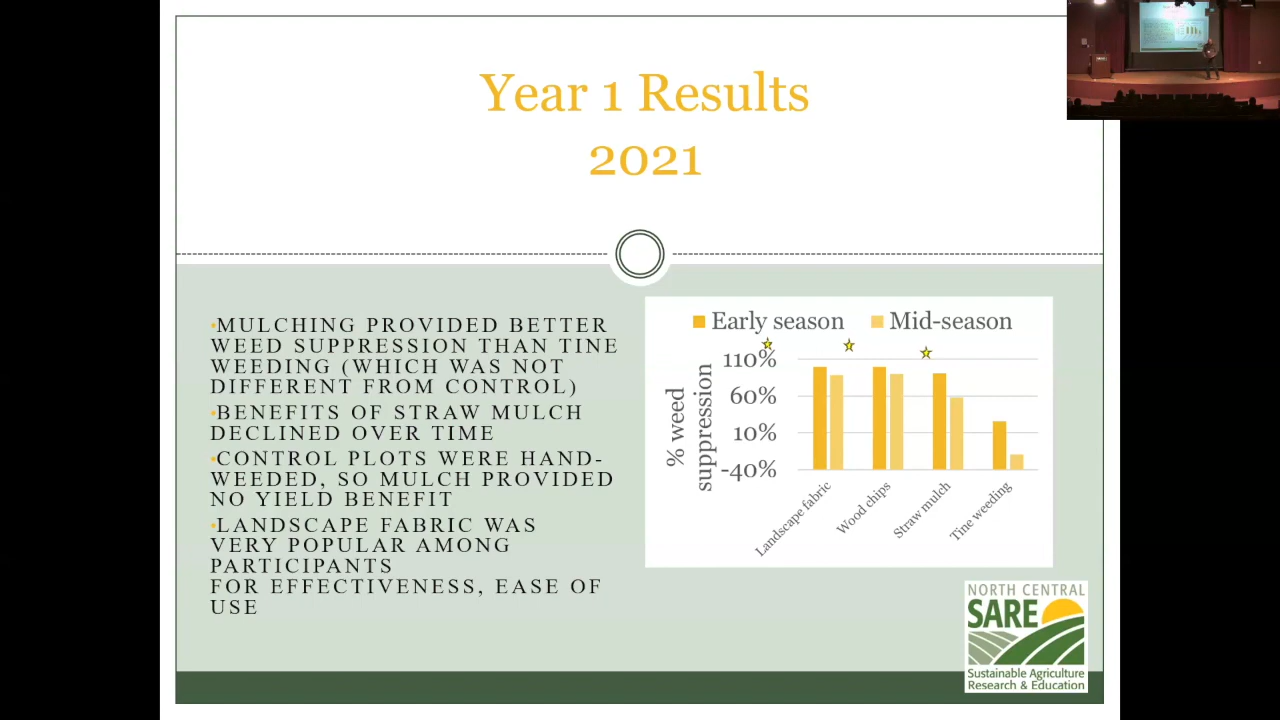 Year 1 Results
2021
•MULCHING PROVIDED BETTER
WEED SUPPRESSION THAN TINE
WEEDING (WHICH WAS NOT
DIFFERENT FROM CONTROL)
•BENEFITS OF STRAW MULCH
DECLINED OVER TIME
•CONTROL PLOTS WERE HAND-
WEEDED, SO MULCH PROVIDED
NO YIELD BENEFIT
•LANDSCAPE FABRIC WAS
VERY POPULAR AMONG
PARTICIPANTS
FOR EFFECTIVENESS, EASE OF
USE
Early season
Mid-season
% weed
suppression
110%
60%
10%
-40%
Landscape fabric
Wood chips
Straw mulch
Tine weeding
NORTH CENTRAL
SARE
Sustainable Agriculture
Research & Education